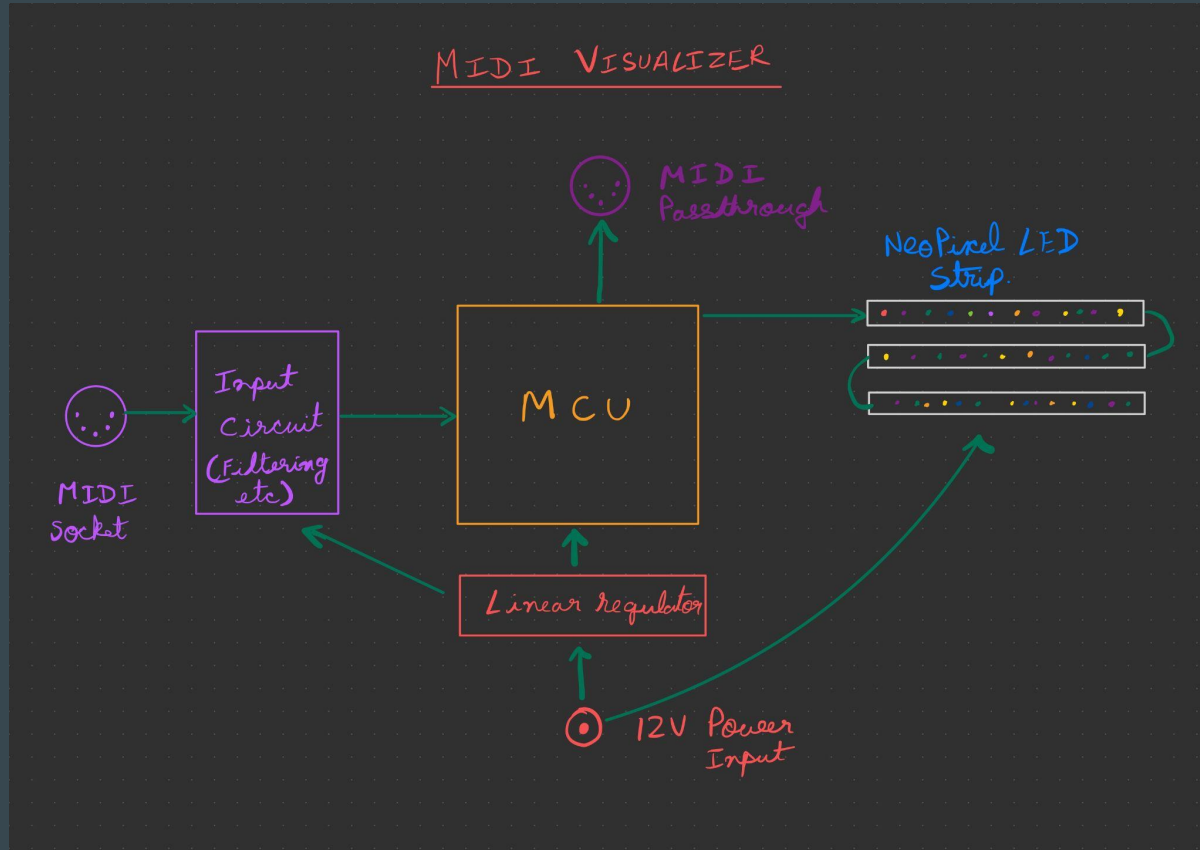 MIDI VISUALIZER
MIDI
Passthrough
NeoPixel LED
Strip.
Input
Circuit
(Filtering
etc)
MCU
MIDI
Socket
Linear regulator
12V Power
Input